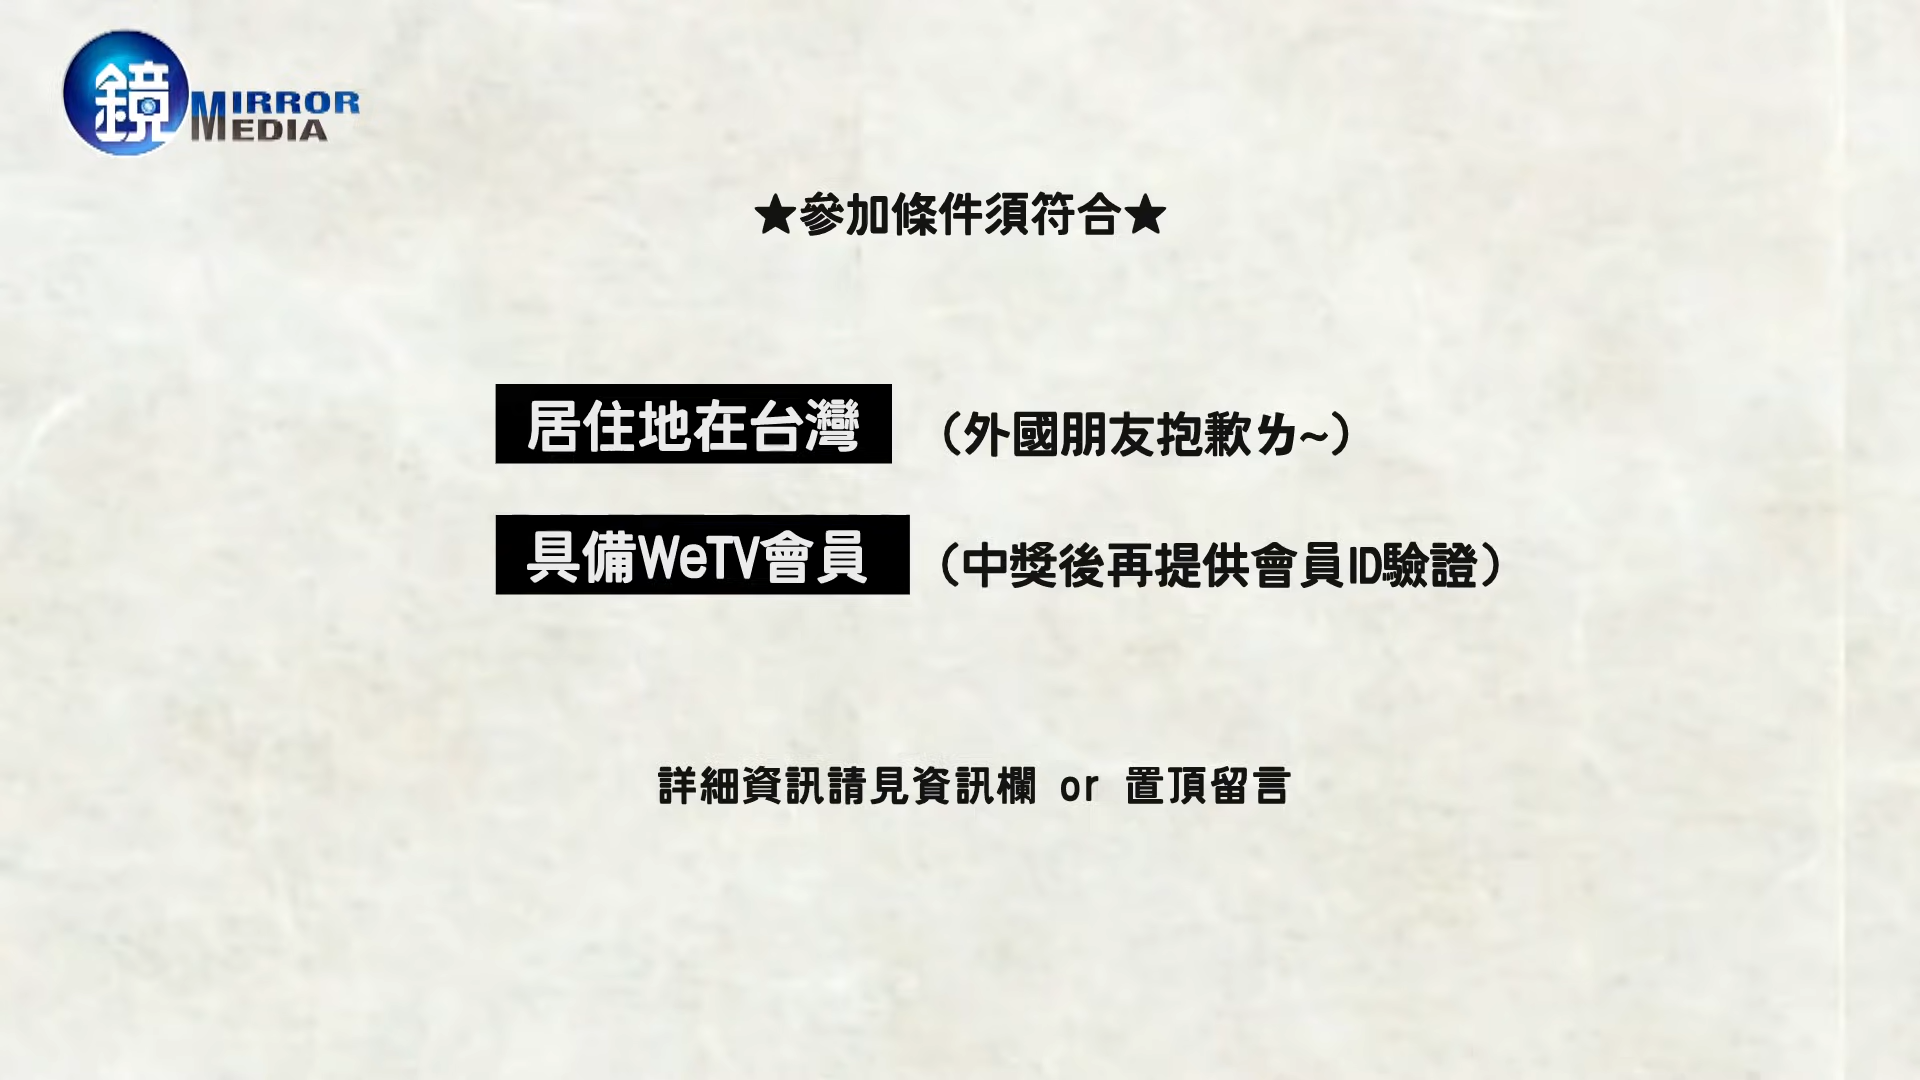 鏡 MIRROR MEDIA
★參加條件須符合★
居住地在台灣 (外國朋友抱歉ㄌ~)
具備WeTV會員 (中獎後再提供會員ID驗證)
詳細資訊請見資訊欄 or 置頂留言